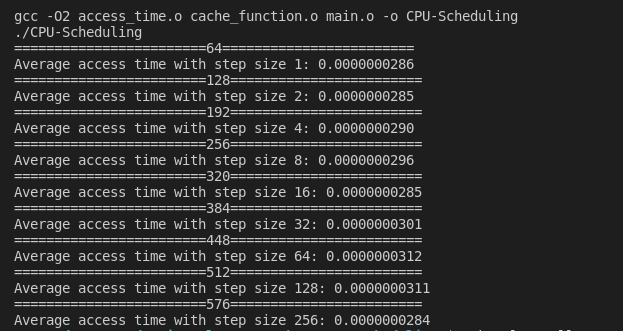 gcc -O2 access_time.o cache_function.o main.o -o CPU-Scheduling
./CPU-Scheduling
========================64========================
Average access time with step size 1: 0.0000000286
========================128========================
Average access time with step size 2: 0.0000000285
========================192========================
Average access time with step size 4: 0.0000000290
========================256========================
Average access time with step size 8: 0.0000000296
========================320========================
Average access time with step size 16: 0.0000000285
========================384========================
Average access time with step size 32: 0.0000000301
========================448========================
Average access time with step size 64: 0.0000000312
========================512========================
Average access time with step size 128: 0.0000000311
========================576========================
Average access time with step size 256: 0.0000000284